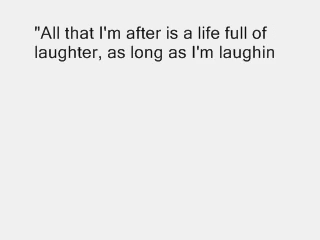 "All that I'm after is a life full of
laughter, as long as I'm laughin